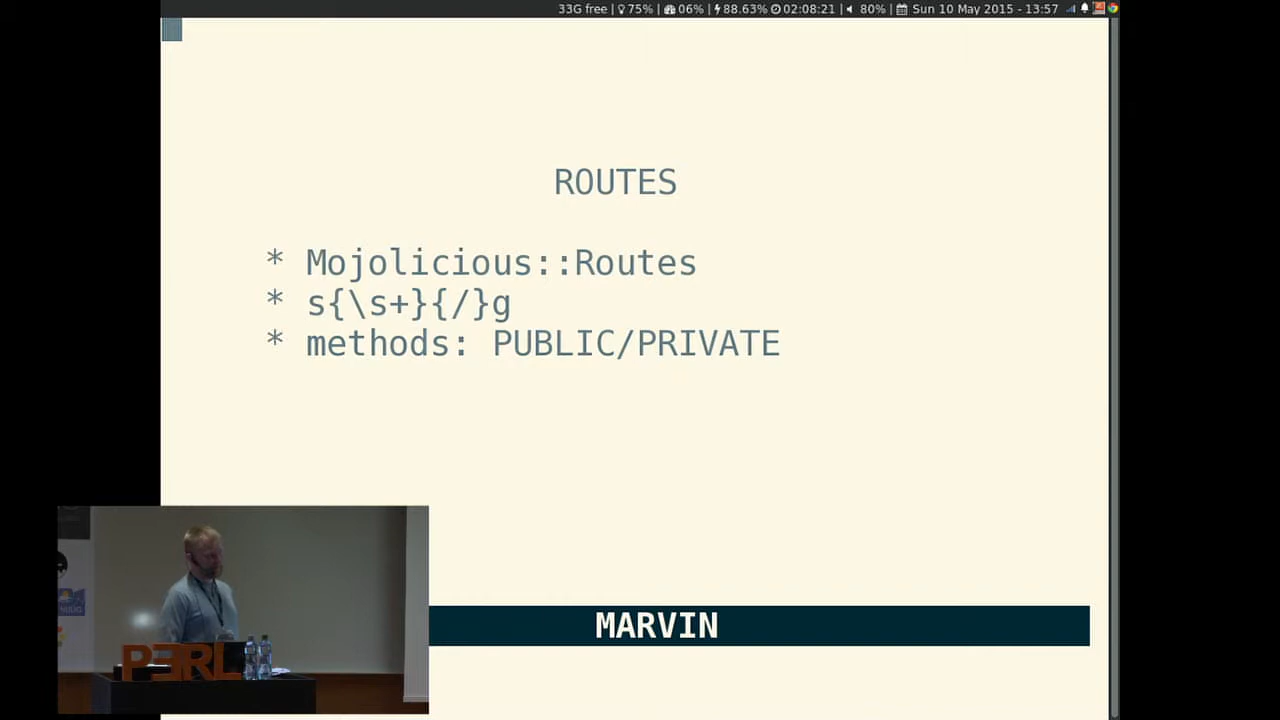 33G free | 75% | 06% | 88.63% 02:08:21 | 80% | Sun 10 May 2015 - 13:57
ROUTES
* Mojolicious::Routes
* s{\s+}{/}g
* methods: PUBLIC/PRIVATE
MARVIN
PERL